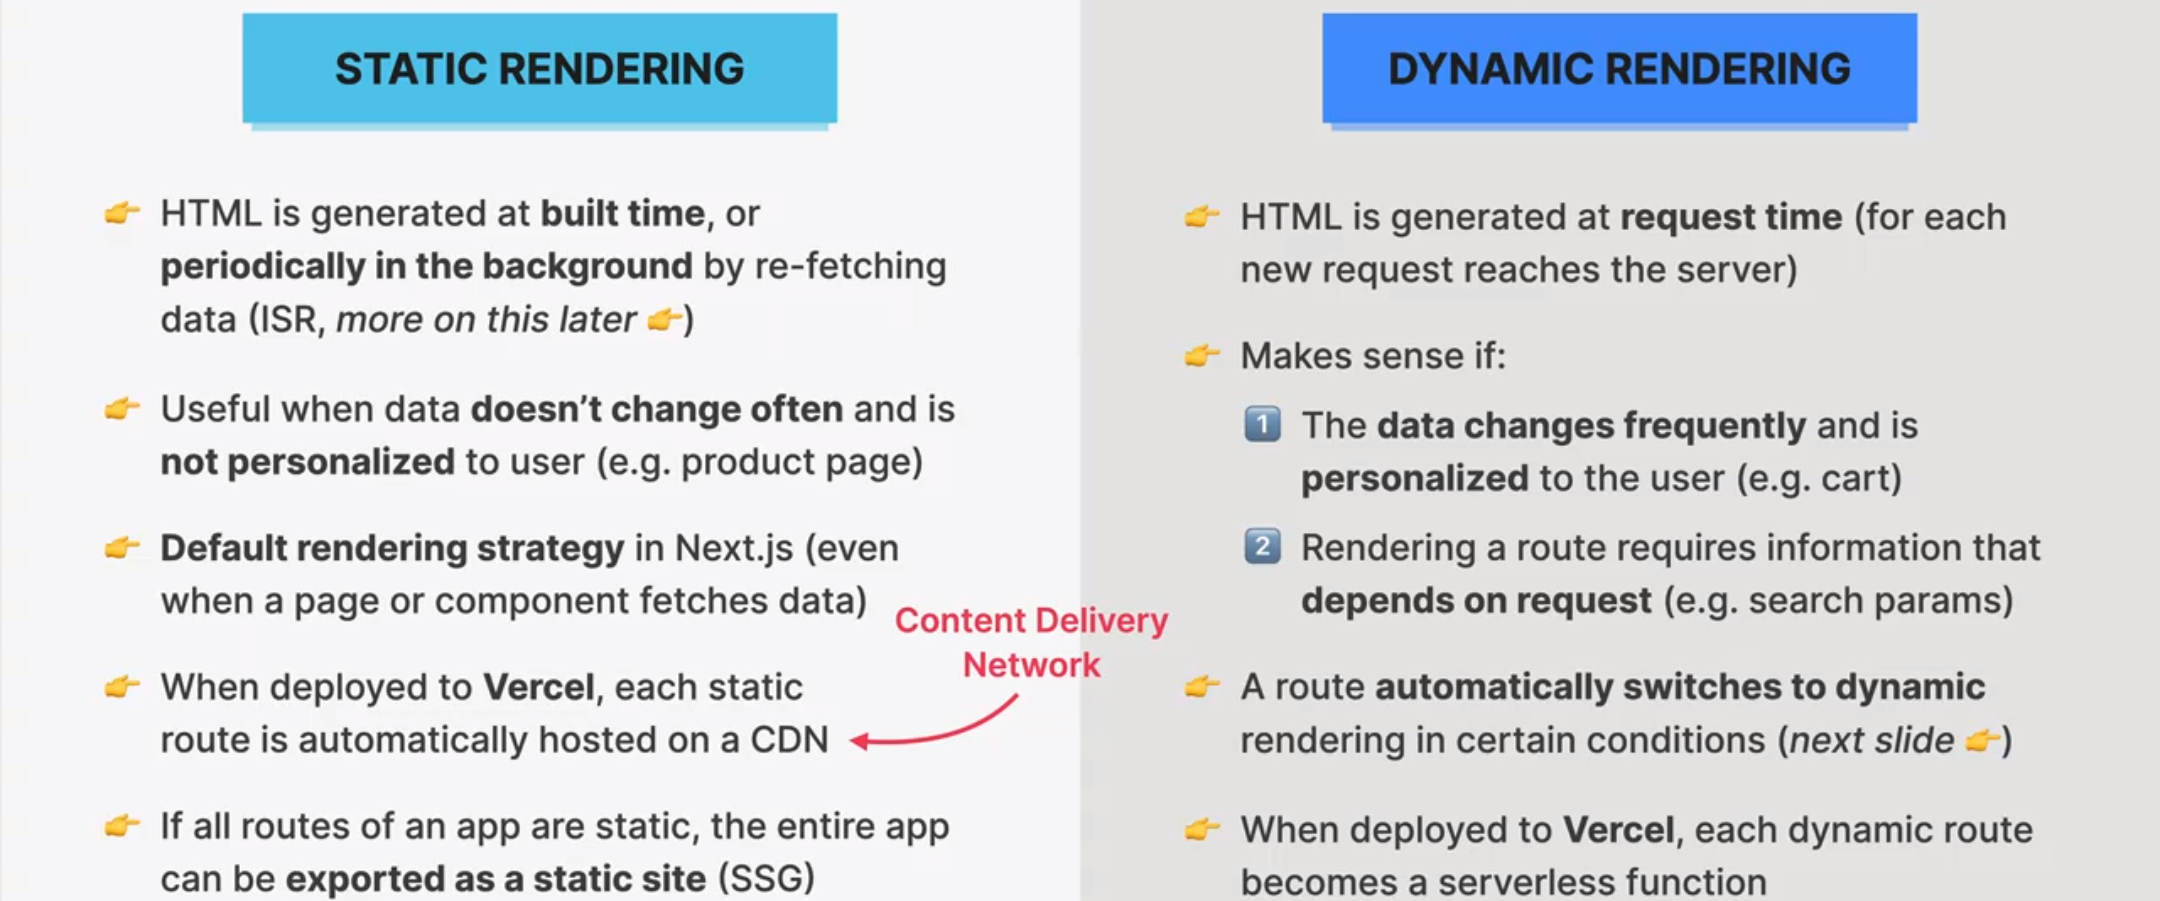 STATIC RENDERING
👉 HTML is generated at built time, or
periodically in the background by re-fetching
data (ISR, more on this later 👉)
👉 Useful when data doesn’t change often and is
not personalized to user (e.g. product page)
👉 Default rendering strategy in Next.js (even
when a page or component fetches data)
Content Delivery
Network
👉 When deployed to Vercel, each static
route is automatically hosted on a CDN
👉 If all routes of an app are static, the entire app
can be exported as a static site (SSG)
DYNAMIC RENDERING
👉 HTML is generated at request time (for each
new request reaches the server)
👉 Makes sense if:
1️⃣ The data changes frequently and is
personalized to the user (e.g. cart)
2️⃣ Rendering a route requires information that
depends on request (e.g. search params)
👉 A route automatically switches to dynamic
rendering in certain conditions (next slide 👉)
👉 When deployed to Vercel, each dynamic route
becomes a serverless function